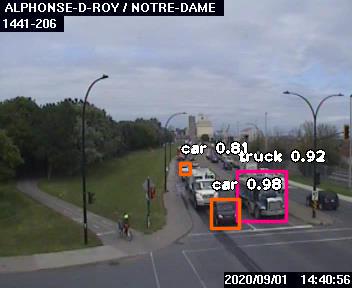 ALPHONSE-D-ROY / NOTRE-DAME
1441-206
car 0.81
truck 0.92
car 0.98
2020/09/01 14:40:56